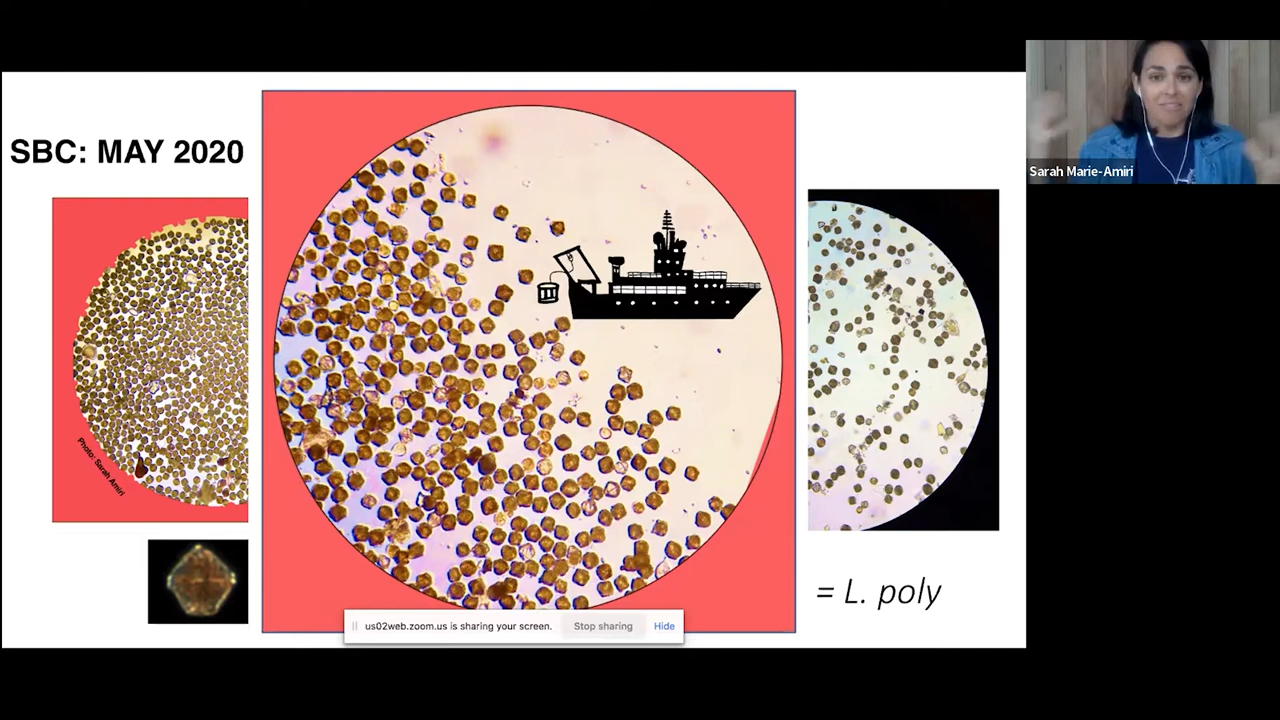 SBC: MAY 2020
Sarah Marie-Amiri
Photo: Sarah Amiri
= L. poly
us02web.zoom.us is sharing your screen.
Stop sharing
Hide